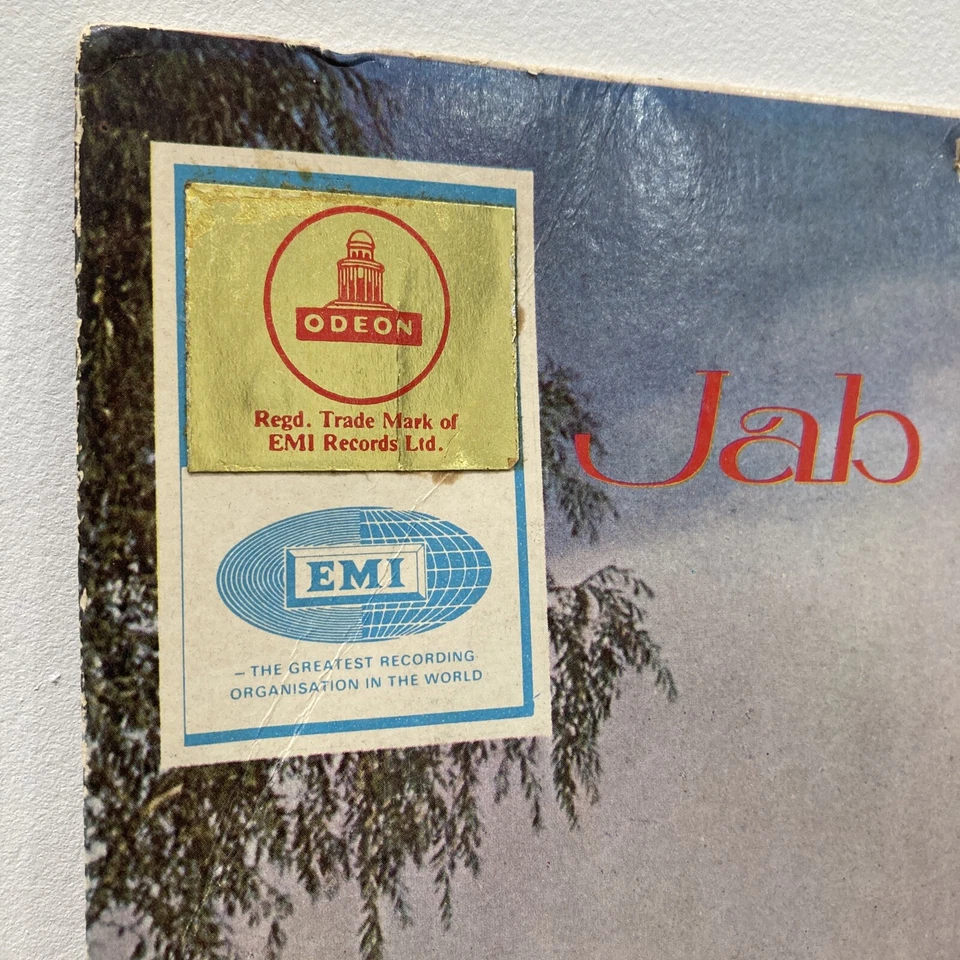 ODEON
Regd. Trade Mark of
EMI Records Ltd.
Jab
EMI
– THE GREATEST RECORDING
ORGANISATION IN THE WORLD